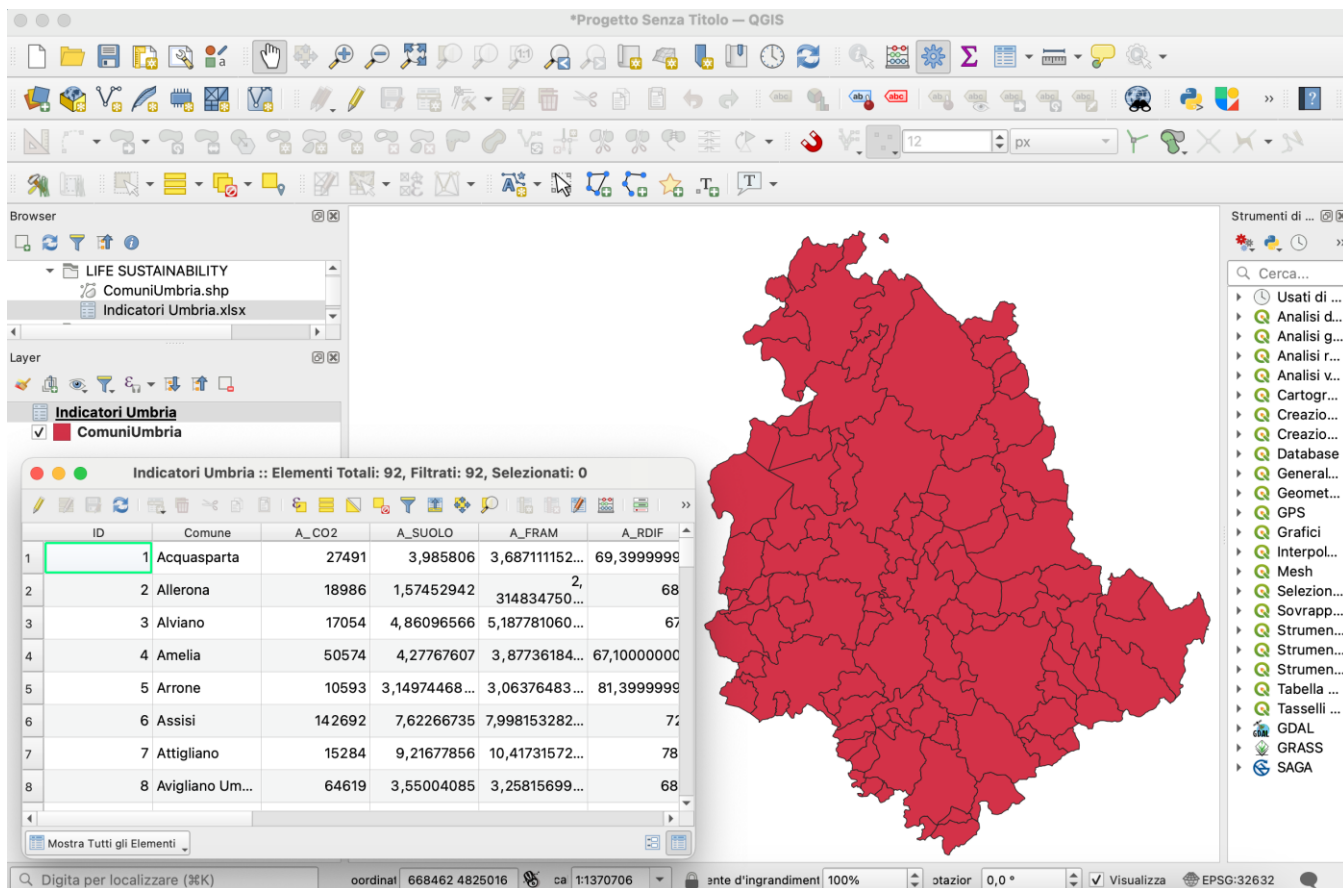 *Progetto Senza Titolo — QGIS
12
px
Browser
LIFE SUSTAINABILITY
ComuniUmbria.shp
Indicatori Umbria.xlsx
Layer
Indicatori Umbria
ComuniUmbria
Indicatori Umbria :: Elementi Totali: 92, Filtrati: 92, Selezionati: 0
ID Comune A_CO2 A_SUOLO A_FRAM A_RDIF
1 1 Acquasparta 27491 3,985806 3,687111152... 69,3999999
2 2 Allerona 18986 1,57452942 2, 314834750... 68
3 3 Alviano 17054 4,86096566 5,187781060... 67
4 4 Amelia 50574 4,27767607 3,87736184... 67,10000000
5 5 Arrone 10593 3,14974468... 3,06376483... 81,3999999
6 6 Assisi 142692 7,62266735 7,998153282... 72
7 7 Attigliano 15284 9,21677856 10,41731572... 78
8 8 Avigliano Um... 64619 3,55004085 3,25815699... 68
Mostra Tutti gli Elementi
Strumenti di ...
Cerca...
Usati di ...
Analisi d...
Analisi g...
Analisi r...
Analisi v...
Cartogr...
Creazio...
Creazio...
Database
General...
Geomet...
GPS
Grafici
Interpol...
Mesh
Selezion...
Sovrapp...
Strumen...
Strumen...
Strumen...
Tabella ...
Tasselli ...
GDAL
GRASS
SAGA
Digita per localizzare (⌘K) oordinat 668462 4825016 ca 1:1370706 ente d'ingrandiment 100% otazior 0,0 ° Visualizza EPSG:32632